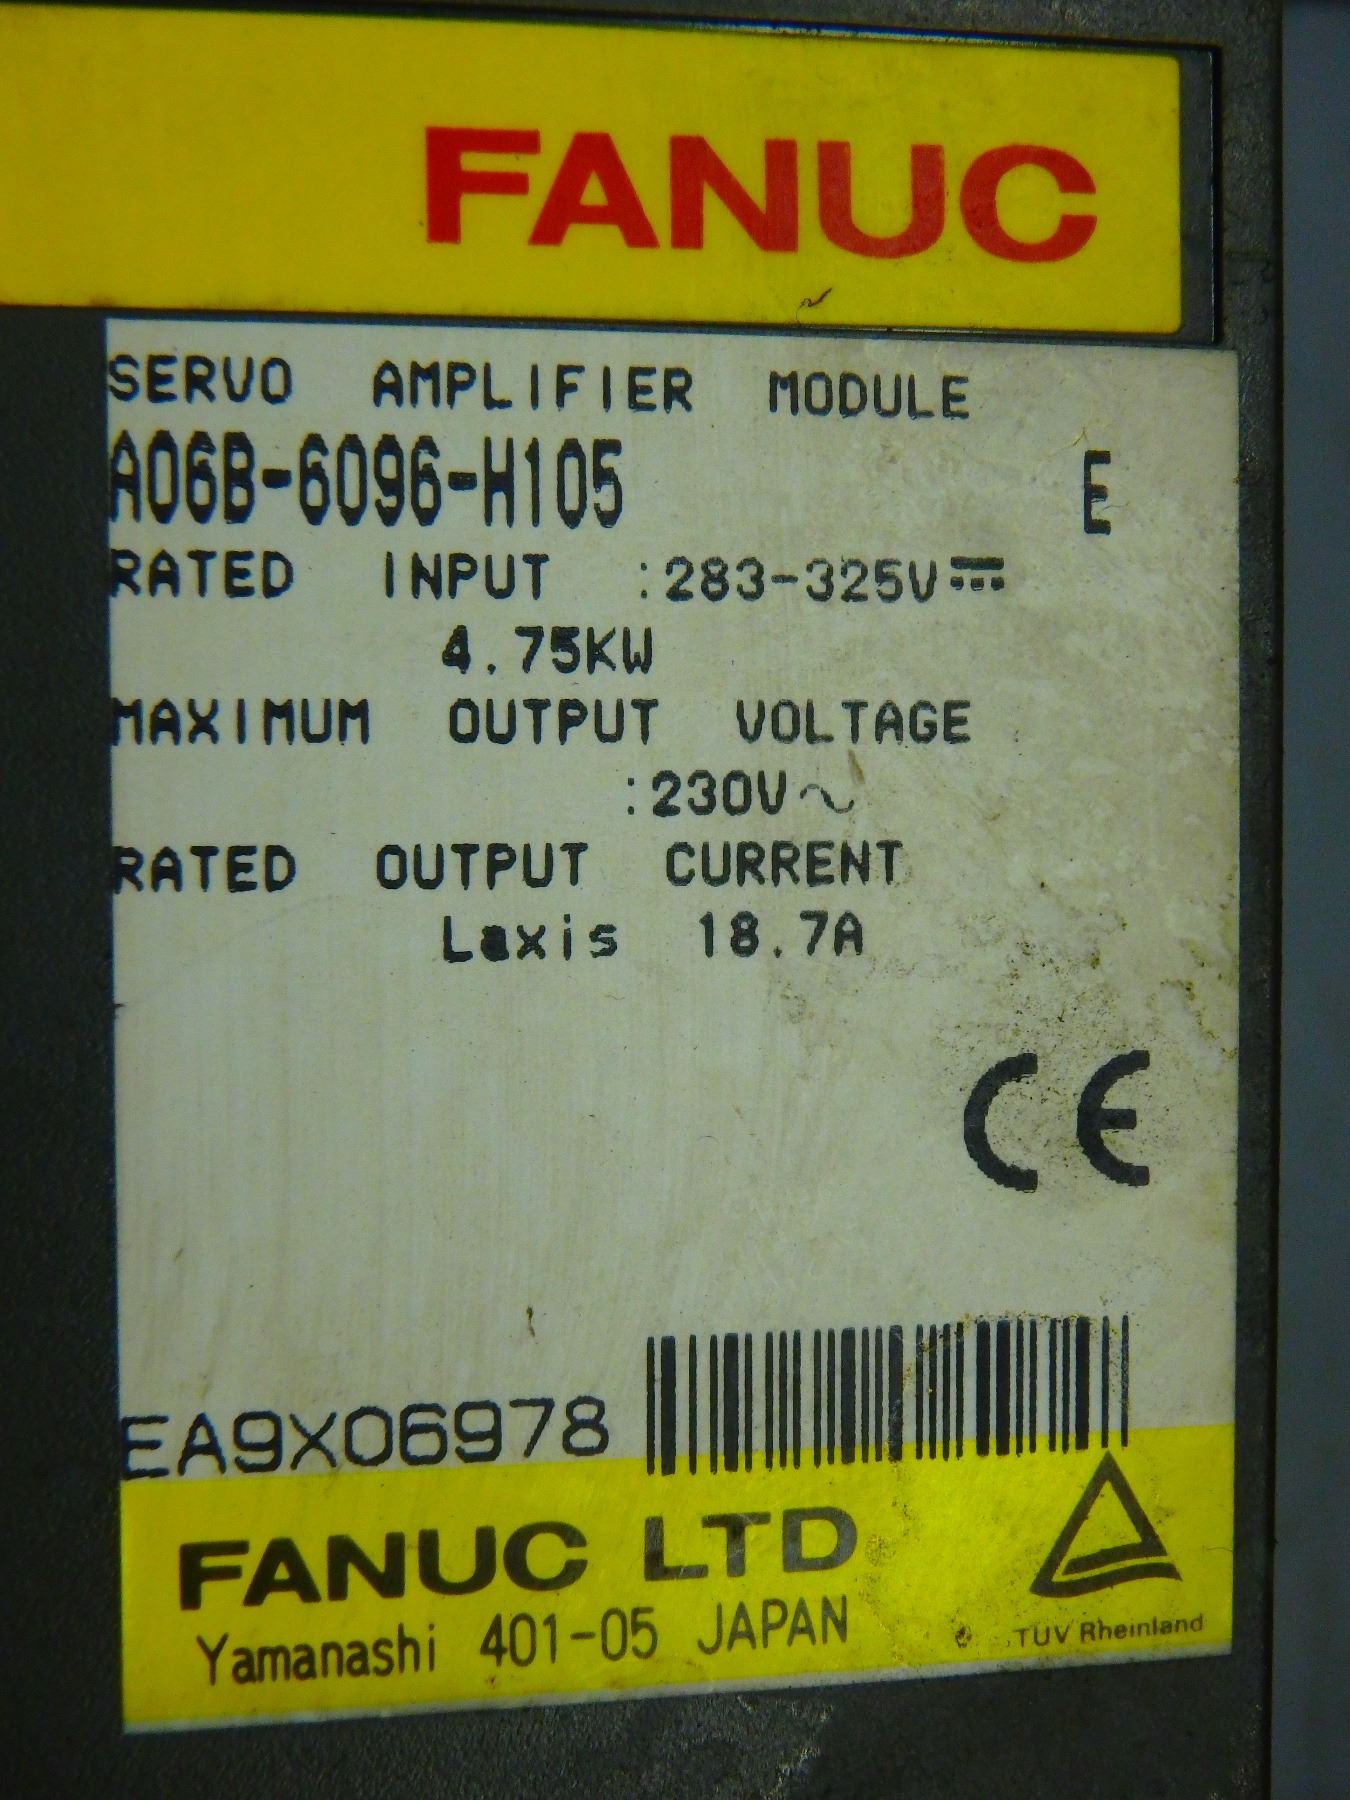 FANUC
SERVO AMPLIFIER MODULE
A06B-6096-H105 E
RATED INPUT :283-325V⎓
4.75KW
MAXIMUM OUTPUT VOLTAGE
:230V~
RATED OUTPUT CURRENT
Laxis 18.7A
CE
EA9X06978
FANUC LTD
Yamanashi 401-05 JAPAN
TUV Rheinland